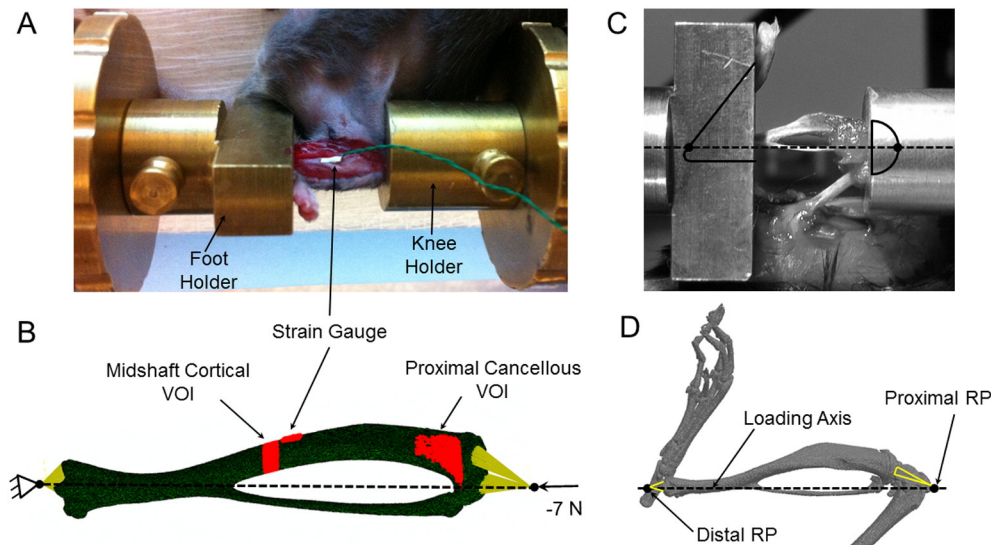 A
Foot
Holder
Knee
Holder
C
B
Strain Gauge
Midshaft Cortical
VOI
Proximal Cancellous
VOI
-7 N
D
Proximal RP
Loading Axis
Distal RP